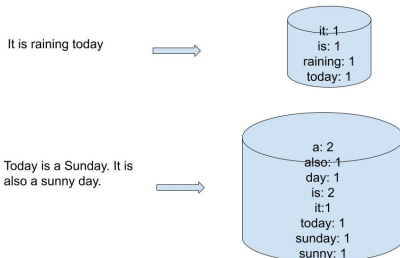 It is raining today
it: 1
is: 1
raining: 1
today: 1
Today is a Sunday. It is
also a sunny day.
a: 2
also: 1
day: 1
is: 2
it:1
today: 1
sunday: 1
sunny: 1